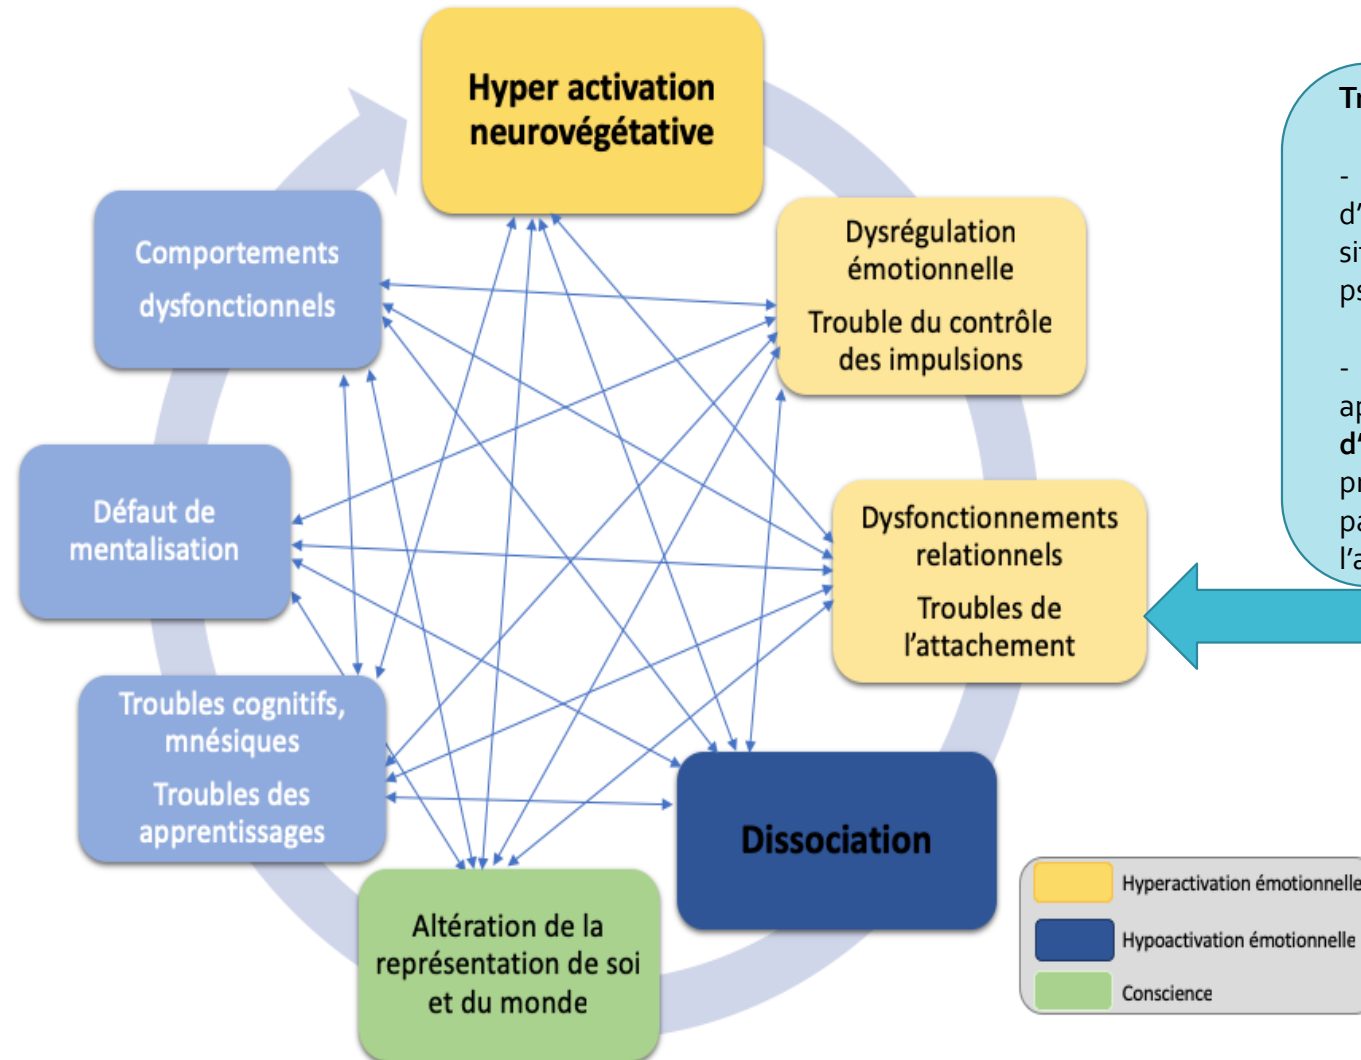 Hyper activation
neurovégétative
Dysrégulation
émotionnelle
Trouble du contrôle
des impulsions
Dysfonctionnements
relationnels
Troubles de
l’attachement
Dissociation
Altération de la
représentation de soi
et du monde
Troubles cognitifs,
mnésiques
Troubles des
apprentissages
Défaut de
mentalisation
Comportements
dysfonctionnels
Hyperactivation émotionnelle
Hypoactivation émotionnelle
Conscience